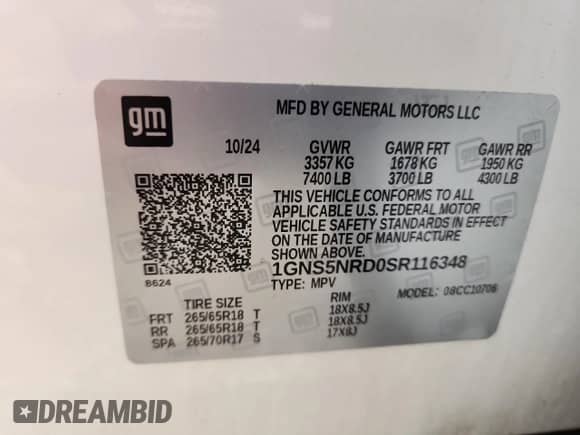 gm
MFD BY GENERAL MOTORS LLC
10/24 GVWR GAWR FRT GAWR RR
3357 KG 1678 KG 1950 KG
7400 LB 3700 LB 4300 LB
THIS VEHICLE CONFORMS TO ALL
APPLICABLE U.S. FEDERAL MOTOR
VEHICLE SAFETY STANDARDS IN EFFECT
ON THE DATE OF MANUFACTURE
1GNS5NRD0SR116348
8624
TYPE: MPV MODEL: 08CC10706
TIRE SIZE RIM
FRT 265/65R18 T 18X8.5J
RR 265/65R18 T 18X8.5J
SPA 265/70R17 S 17X8J
DREAMBID